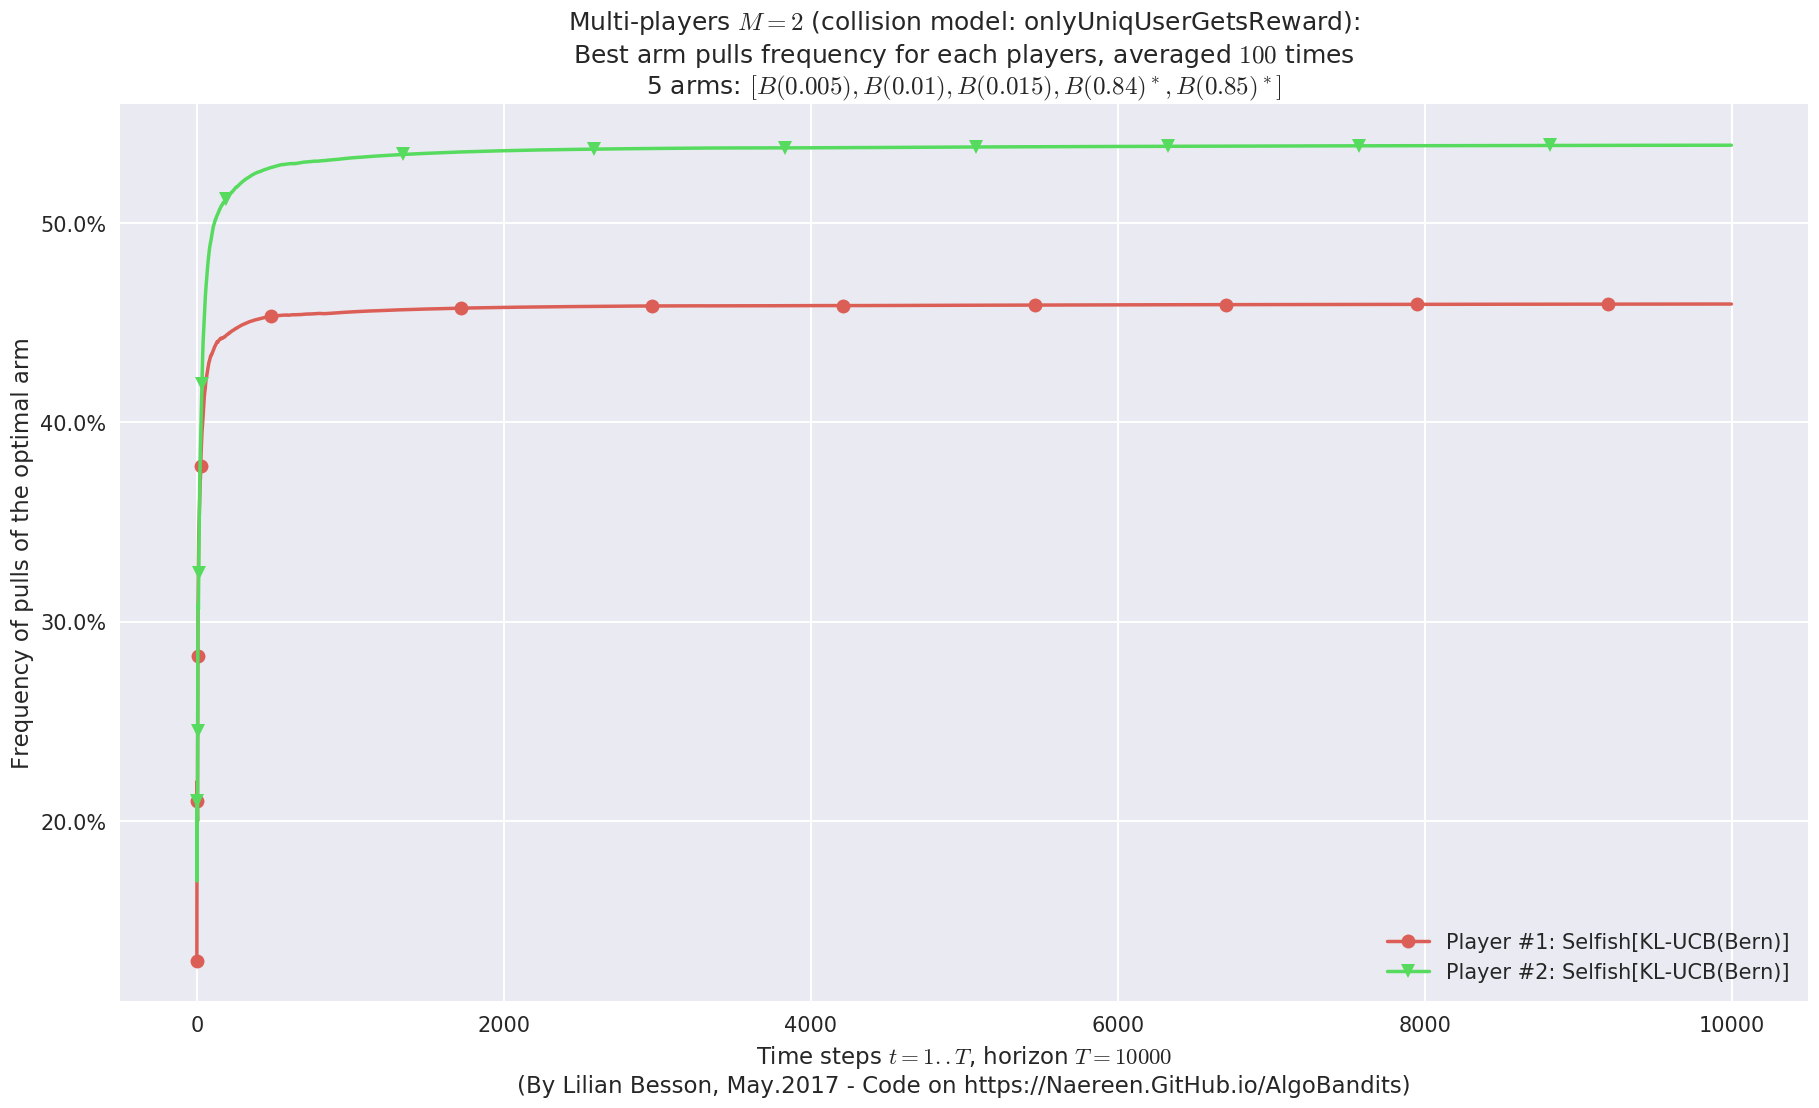 Multi-players M = 2 (collision model: onlyUniqUserGetsReward):
Best arm pulls frequency for each players, averaged 100 times
5 arms: [B(0.005), B(0.01), B(0.015), B(0.84)*, B(0.85)*]
Frequency of pulls of the optimal arm
50.0%
40.0%
30.0%
20.0%
Player #1: Selfish[KL-UCB(Bern)]
Player #2: Selfish[KL-UCB(Bern)]
0 2000 4000 6000 8000 10000
Time steps t = 1..T, horizon T = 10000
(By Lilian Besson, May.2017 - Code on https://Naereen.GitHub.io/AlgoBandits)